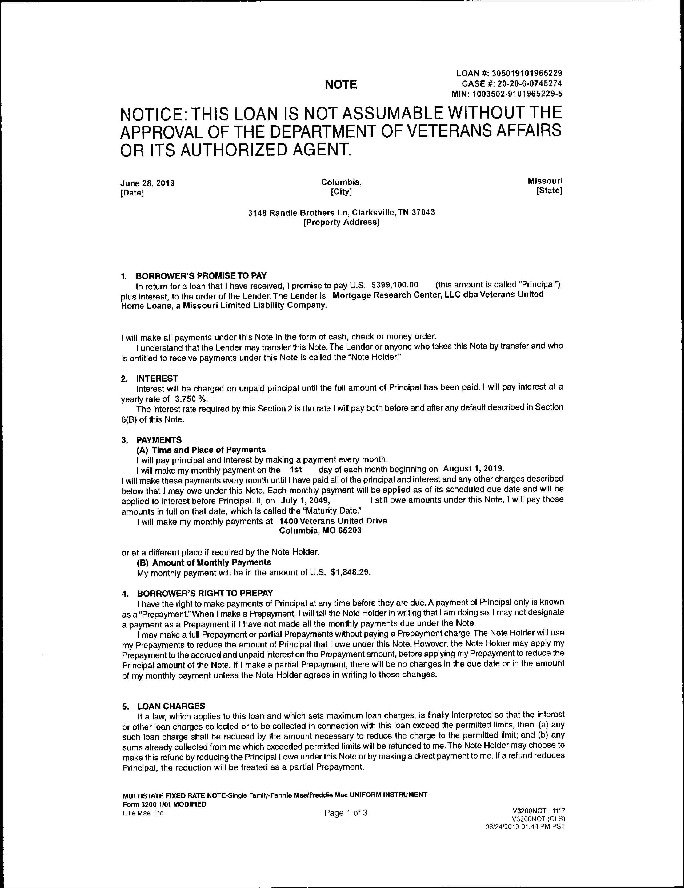 LOAN #: 305019101965229
NOTE
CASE #: 20-20-6-0746274
MIN: 1003502-9101965229-5
NOTICE: THIS LOAN IS NOT ASSUMABLE WITHOUT THE
APPROVAL OF THE DEPARTMENT OF VETERANS AFFAIRS
OR ITS AUTHORIZED AGENT.
June 28, 2019 Columbia, Missouri
[Date] [City] [State]
3148 Randle Brothers Ln, Clarksville, TN 37043
[Property Address]
1. BORROWER'S PROMISE TO PAY
In return for a loan that I have received, I promise to pay U.S. $399,100.00 (this amount is called "Principal"),
plus interest, to the order of the Lender. The Lender is Mortgage Research Center, LLC dba Veterans United
Home Loans, a Missouri Limited Liability Company.
I will make all payments under this Note in the form of cash, check or money order.
I understand that the Lender may transfer this Note. The Lender or anyone who takes this Note by transfer and who
is entitled to receive payments under this Note is called the "Note Holder."
2. INTEREST
Interest will be charged on unpaid principal until the full amount of Principal has been paid. I will pay interest at a
yearly rate of 3.750 %.
The interest rate required by this Section 2 is the rate I will pay both before and after any default described in Section
6(B) of this Note.
3. PAYMENTS
(A) Time and Place of Payments
I will pay principal and interest by making a payment every month.
I will make my monthly payment on the 1st day of each month beginning on August 1, 2019.
I will make these payments every month until I have paid all of the principal and interest and any other charges described
below that I may owe under this Note. Each monthly payment will be applied as of its scheduled due date and will be
applied to interest before Principal. If, on July 1, 2049, I still owe amounts under this Note, I will pay those
amounts in full on that date, which is called the "Maturity Date."
I will make my monthly payments at 1400 Veterans United Drive
Columbia, MO 65203
or at a different place if required by the Note Holder.
(B) Amount of Monthly Payments
My monthly payment will be in the amount of U.S. $1,848.29.
4. BORROWER'S RIGHT TO PREPAY
I have the right to make payments of Principal at any time before they are due. A payment of Principal only is known
as a "Prepayment." When I make a Prepayment, I will tell the Note Holder in writing that I am doing so. I may not designate
a payment as a Prepayment if I have not made all the monthly payments due under the Note.
I may make a full Prepayment or partial Prepayments without paying a Prepayment charge. The Note Holder will use
my Prepayments to reduce the amount of Principal that I owe under this Note. However, the Note Holder may apply my
Prepayment to the accrued and unpaid interest on the Prepayment amount, before applying my Prepayment to reduce the
Principal amount of the Note. If I make a partial Prepayment, there will be no changes in the due date or in the amount
of my monthly payment unless the Note Holder agrees in writing to those changes.
5. LOAN CHARGES
If a law, which applies to this loan and which sets maximum loan charges, is finally interpreted so that the interest
or other loan charges collected or to be collected in connection with this loan exceed the permitted limits, then: (a) any
such loan charge shall be reduced by the amount necessary to reduce the charge to the permitted limit; and (b) any
sums already collected from me which exceeded permitted limits will be refunded to me. The Note Holder may choose to
make this refund by reducing the Principal I owe under this Note or by making a direct payment to me. If a refund reduces
Principal, the reduction will be treated as a partial Prepayment.
MULTISTATE FIXED RATE NOTE-Single Family-Fannie Mae/Freddie Mac UNIFORM INSTRUMENT
Form 3200 1/01 MODIFIED
Ellie Mae, Inc. Page 1 of 3
V3200NOT 1117
V3200NOT (CLS)
06/24/2019 01:44 PM PST